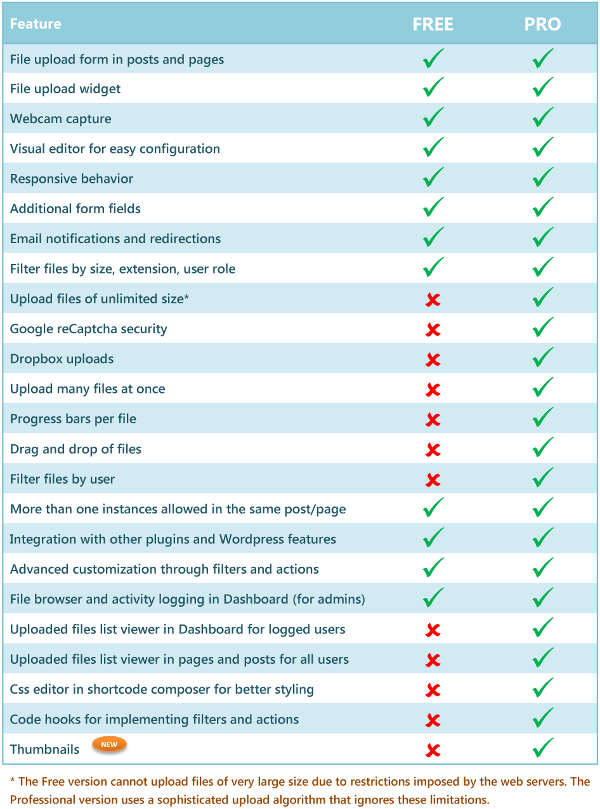 Feature FREE PRO
File upload form in posts and pages
File upload widget
Webcam capture
Visual editor for easy configuration
Responsive behavior
Additional form fields
Email notifications and redirections
Filter files by size, extension, user role
Upload files of unlimited size*
Google reCaptcha security
Dropbox uploads
Upload many files at once
Progress bars per file
Drag and drop of files
Filter files by user
More than one instances allowed in the same post/page
Integration with other plugins and Wordpress features
Advanced customization through filters and actions
File browser and activity logging in Dashboard (for admins)
Uploaded files list viewer in Dashboard for logged users
Uploaded files list viewer in pages and posts for all users
Css editor in shortcode composer for better styling
Code hooks for implementing filters and actions
Thumbnails NEW
* The Free version cannot upload files of very large size due to restrictions imposed by the web servers. The
Professional version uses a sophisticated upload algorithm that ignores these limitations.